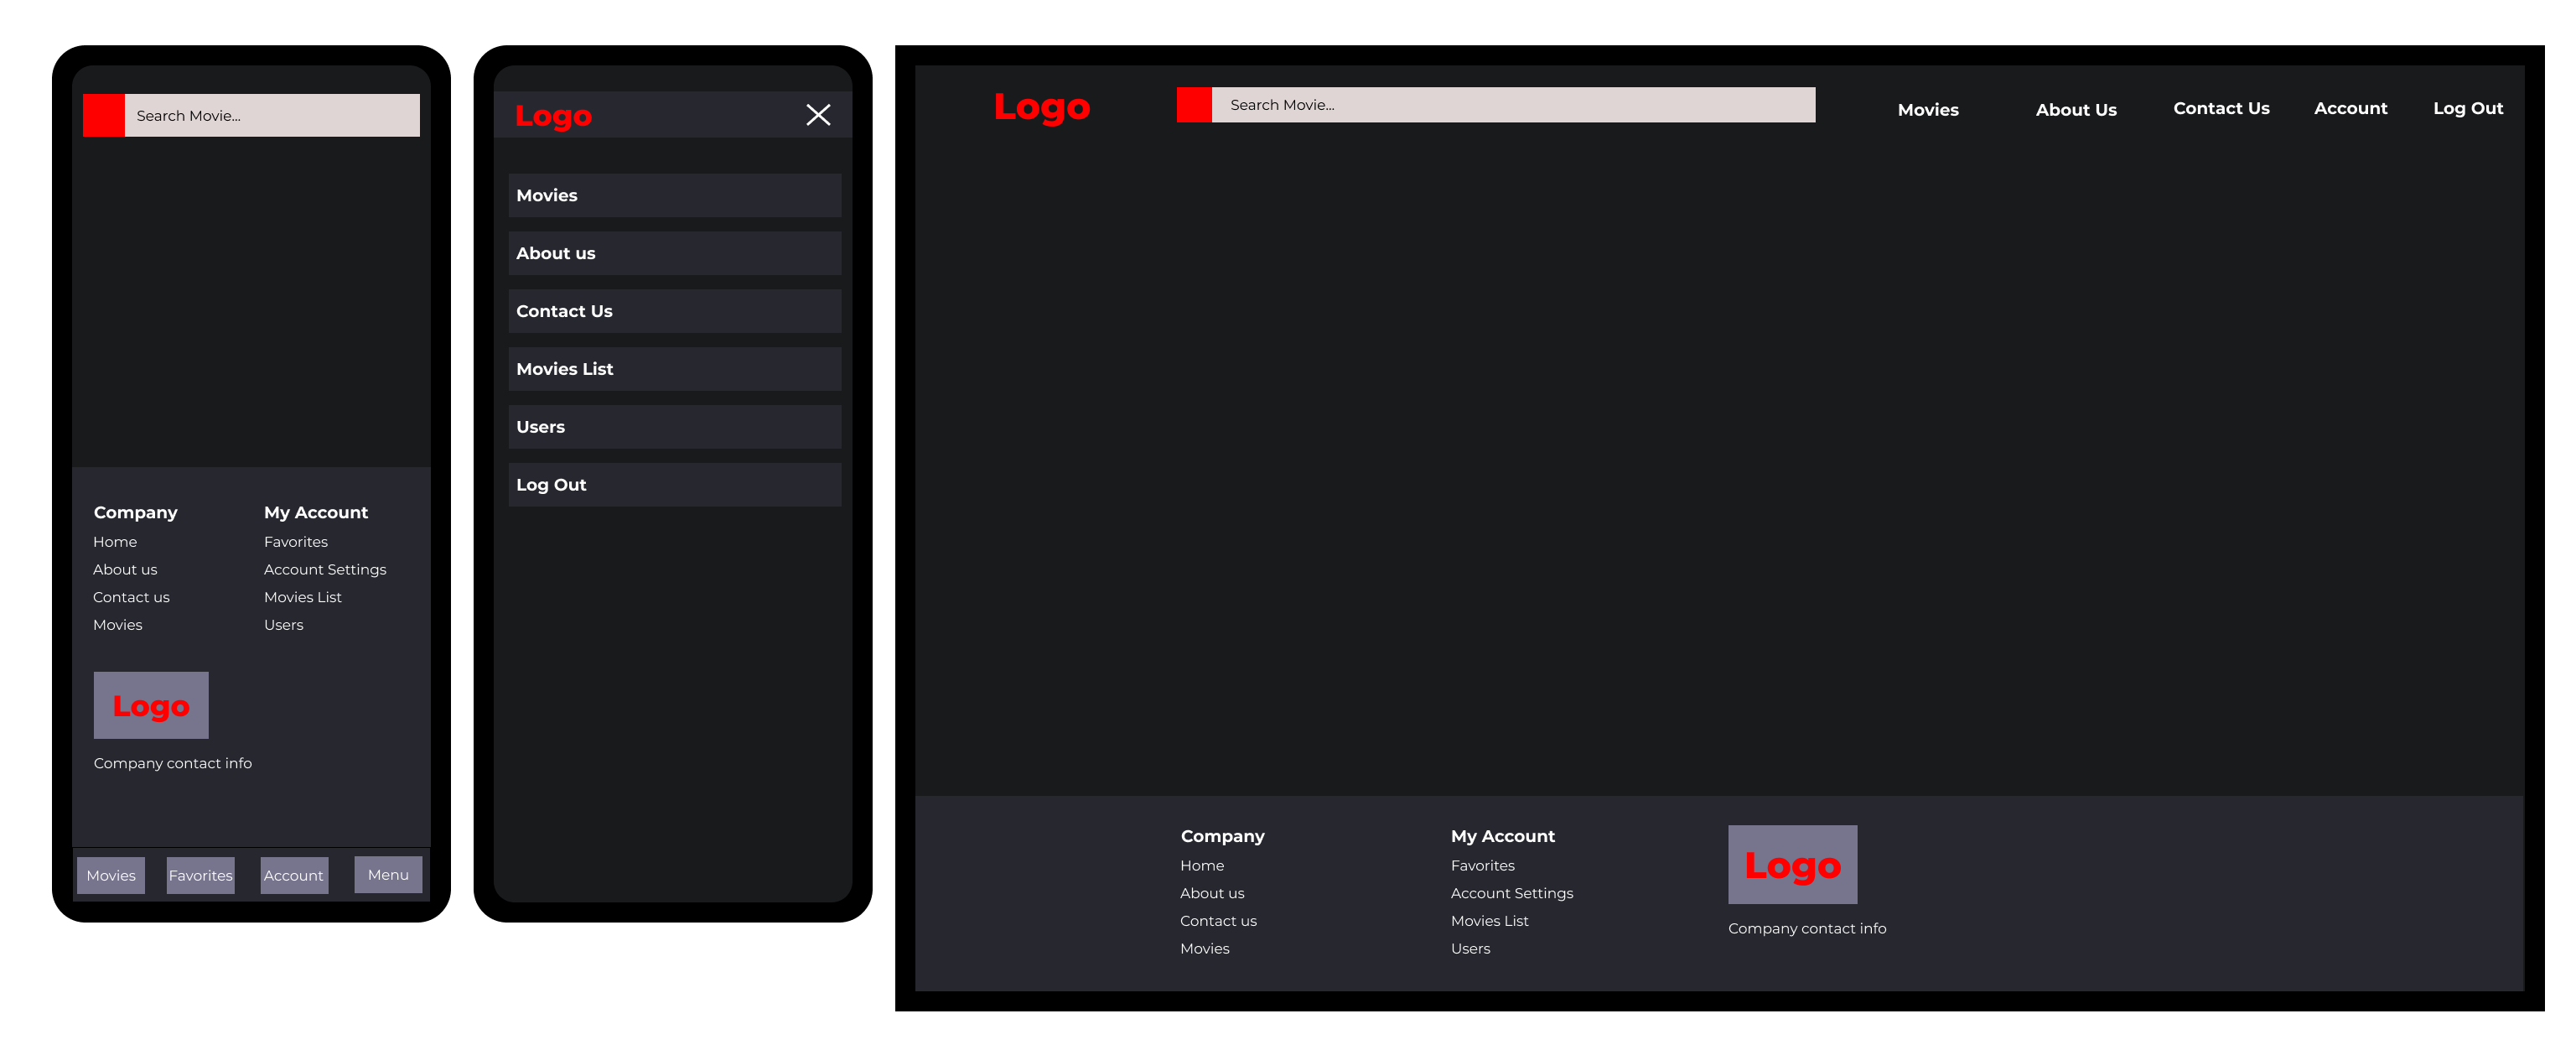 Search Movie...
Company
Home
About us
Contact us
Movies
My Account
Favorites
Account Settings
Movies List
Users
Logo
Company contact info
Movies
Favorites
Account
Menu
Logo
Movies
About us
Contact Us
Movies List
Users
Log Out
Logo
Search Movie...
Movies
About Us
Contact Us
Account
Log Out
Company
Home
About us
Contact us
Movies
My Account
Favorites
Account Settings
Movies List
Users
Logo
Company contact info